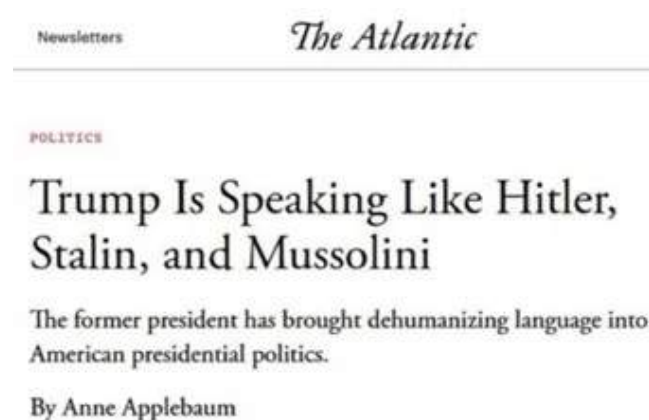 Newsletters
The Atlantic
POLITICS
Trump Is Speaking Like Hitler,
Stalin, and Mussolini
The former president has brought dehumanizing language into
American presidential politics.
By Anne Applebaum